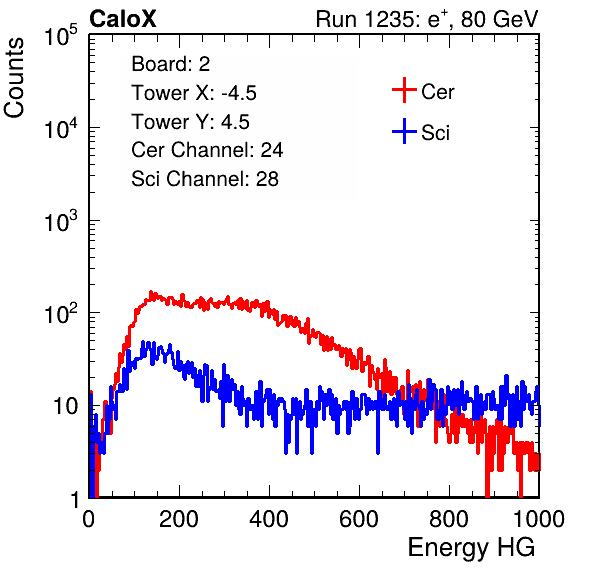 CaloX Run 1235: e⁺, 80 GeV
Counts
Board: 2
Tower X: -4.5
Tower Y: 4.5
Cer Channel: 24
Sci Channel: 28
Cer
Sci
10⁵
10⁴
10³
10²
10
1
0 200 400 600 800 1000
Energy HG